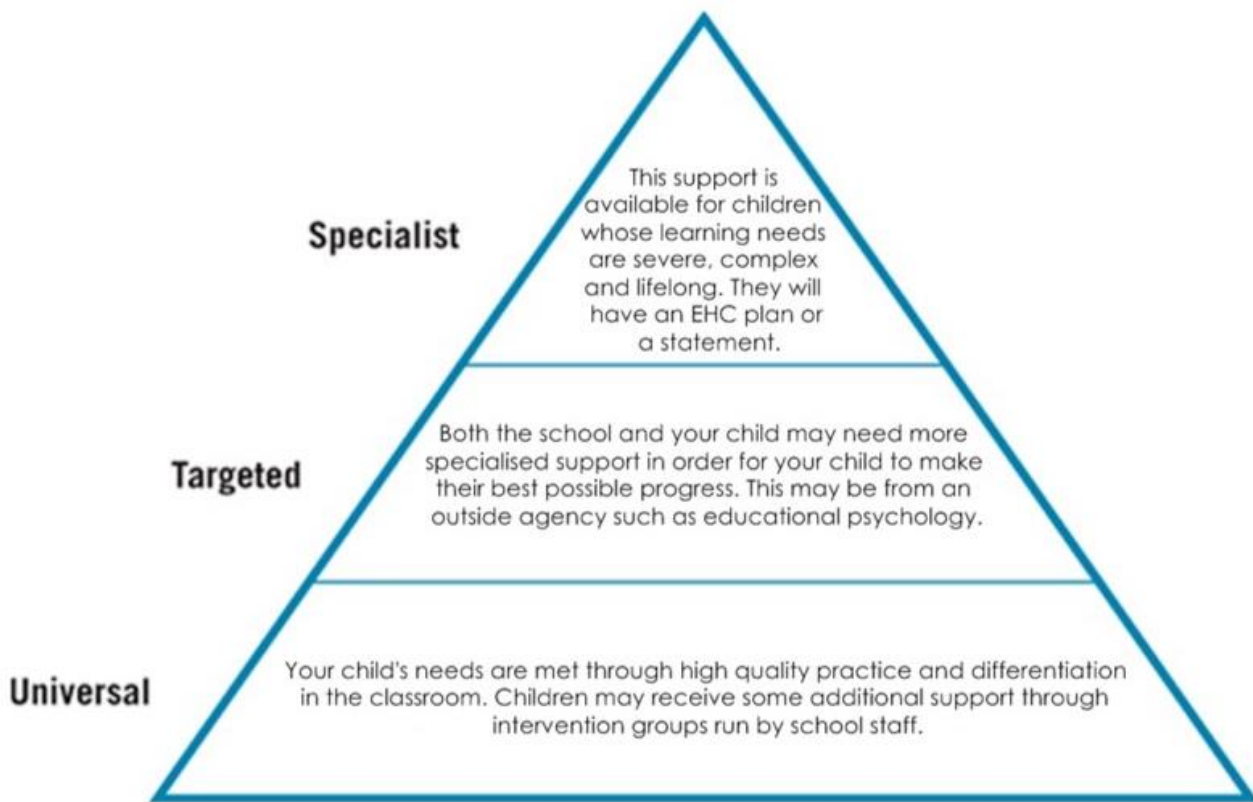 Specialist
This support is
available for children
whose learning needs
are severe, complex
and lifelong. They will
have an EHC plan or
a statement.
Targeted
Both the school and your child may need more
specialised support in order for your child to make
their best possible progress. This may be from an
outside agency such as educational psychology.
Universal
Your child's needs are met through high quality practice and differentiation
in the classroom. Children may receive some additional support through
intervention groups run by school staff.